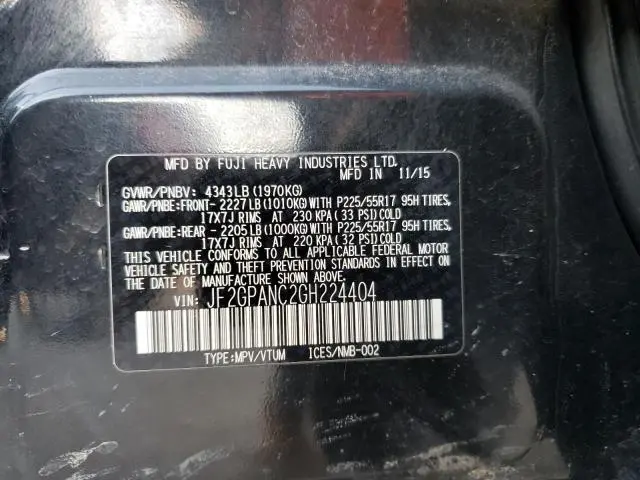 MFD BY FUJI HEAVY INDUSTRIES LTD.
MFD IN 11/15
GVWR/PNBV: 4343LB (1970KG)
GAWR/PNBE:FRONT- 2227LB (1010KG) WITH P225/55R17 95H TIRES,
17X7J RIMS AT 230 KPA (33 PSI) COLD
GAWR/PNBE:REAR - 2205LB (1000KG) WITH P225/55R17 95H TIRES,
17X7J RIMS AT 220 KPA (32 PSI) COLD
THIS VEHICLE CONFORMS TO ALL APPLICABLE FEDERAL MOTOR
VEHICLE SAFETY AND THEFT PREVENTION STANDARDS IN EFFECT ON
THE DATE OF MANUFACTURE SHOWN ABOVE.
VIN: JF2GPANC2GH224404
TYPE:MPV/VTUM ICES/NMB-002